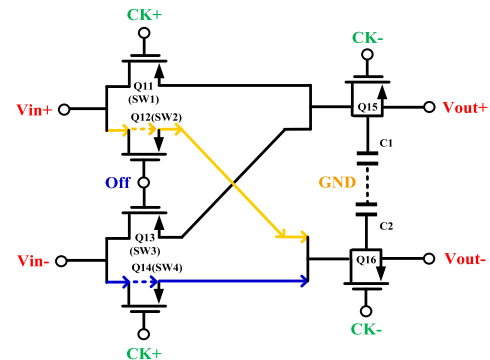 CK+
CK-
Q11
(SW1)
Vin+
Q15
Vout+
Q12(SW2)
C1
Off
GND
Q13
(SW3)
C2
Vin-
Q14(SW4)
Q16
Vout-
CK+
CK-